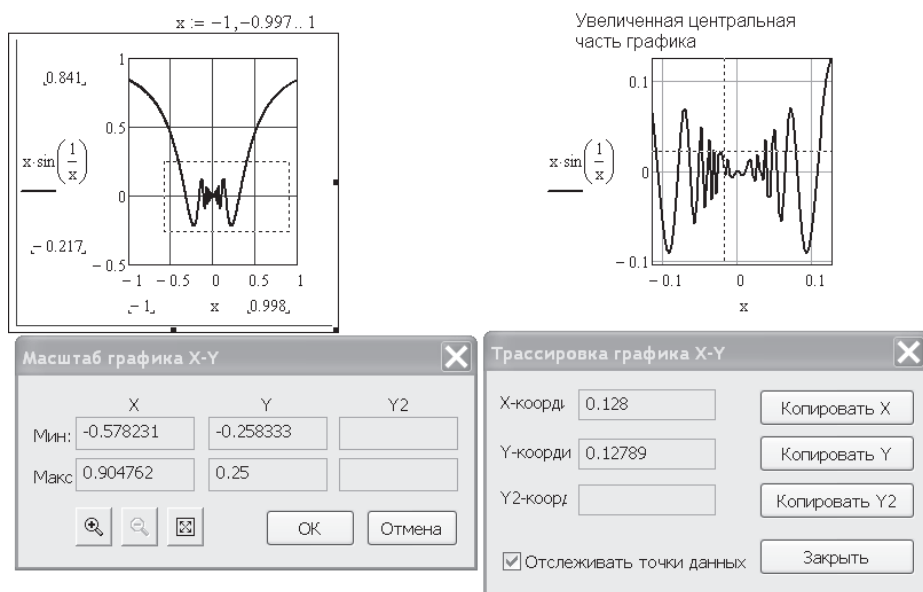 x := −1,−0.997.. 1
0.841
x·sin(1/x)
−0.217
1
0.5
0
−0.5
−1 −0.5 0 0.5 1
−1 x 0.998
Увеличенная центральная
часть графика
x·sin(1/x)
0.1
0
−0.1
−0.1 0 0.1
x
Масштаб графика X-Y
X Y Y2
Мин: -0.578231 -0.258333
Макс 0.904762 0.25
ОК Отмена
Трассировка графика X-Y
X-коорди 0.128 Копировать X
Y-коорди 0.12789 Копировать Y
Y2-коорд Копировать Y2
Отслеживать точки данных Закрыть